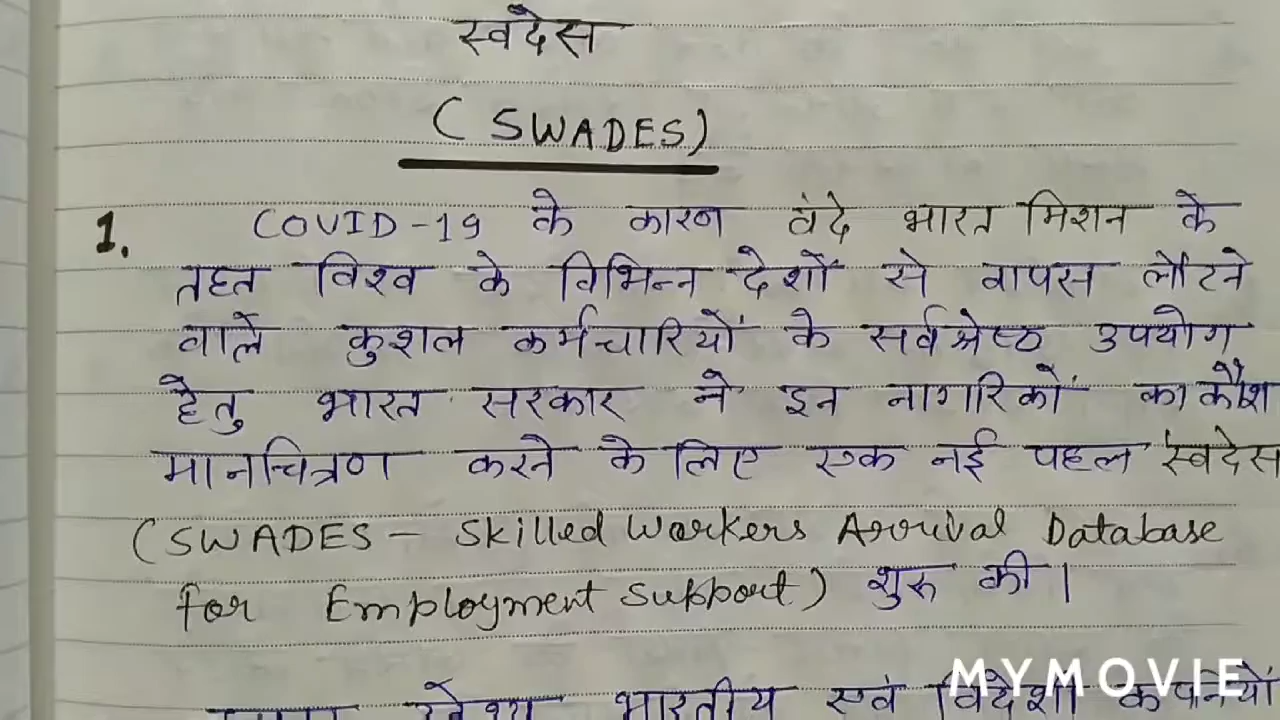 स्वदेस
(SWADES)
1. COVID-19 के कारण वंदे भारत मिशन के
तहत विश्व के विभिन्न देशों से वापस लौटने
वाले कुशल कर्मचारियों के सर्वश्रेष्ठ उपयोग
हेतु भारत सरकार ने इन नागरिकों का कौश
मानचित्रण करने के लिए एक नई पहल स्वदेस
(SWADES - Skilled Workers Arrival Database
for Employment Support) शुरू की।
भारतीय एवं विदेशी कंपनियों
MYMOVIE